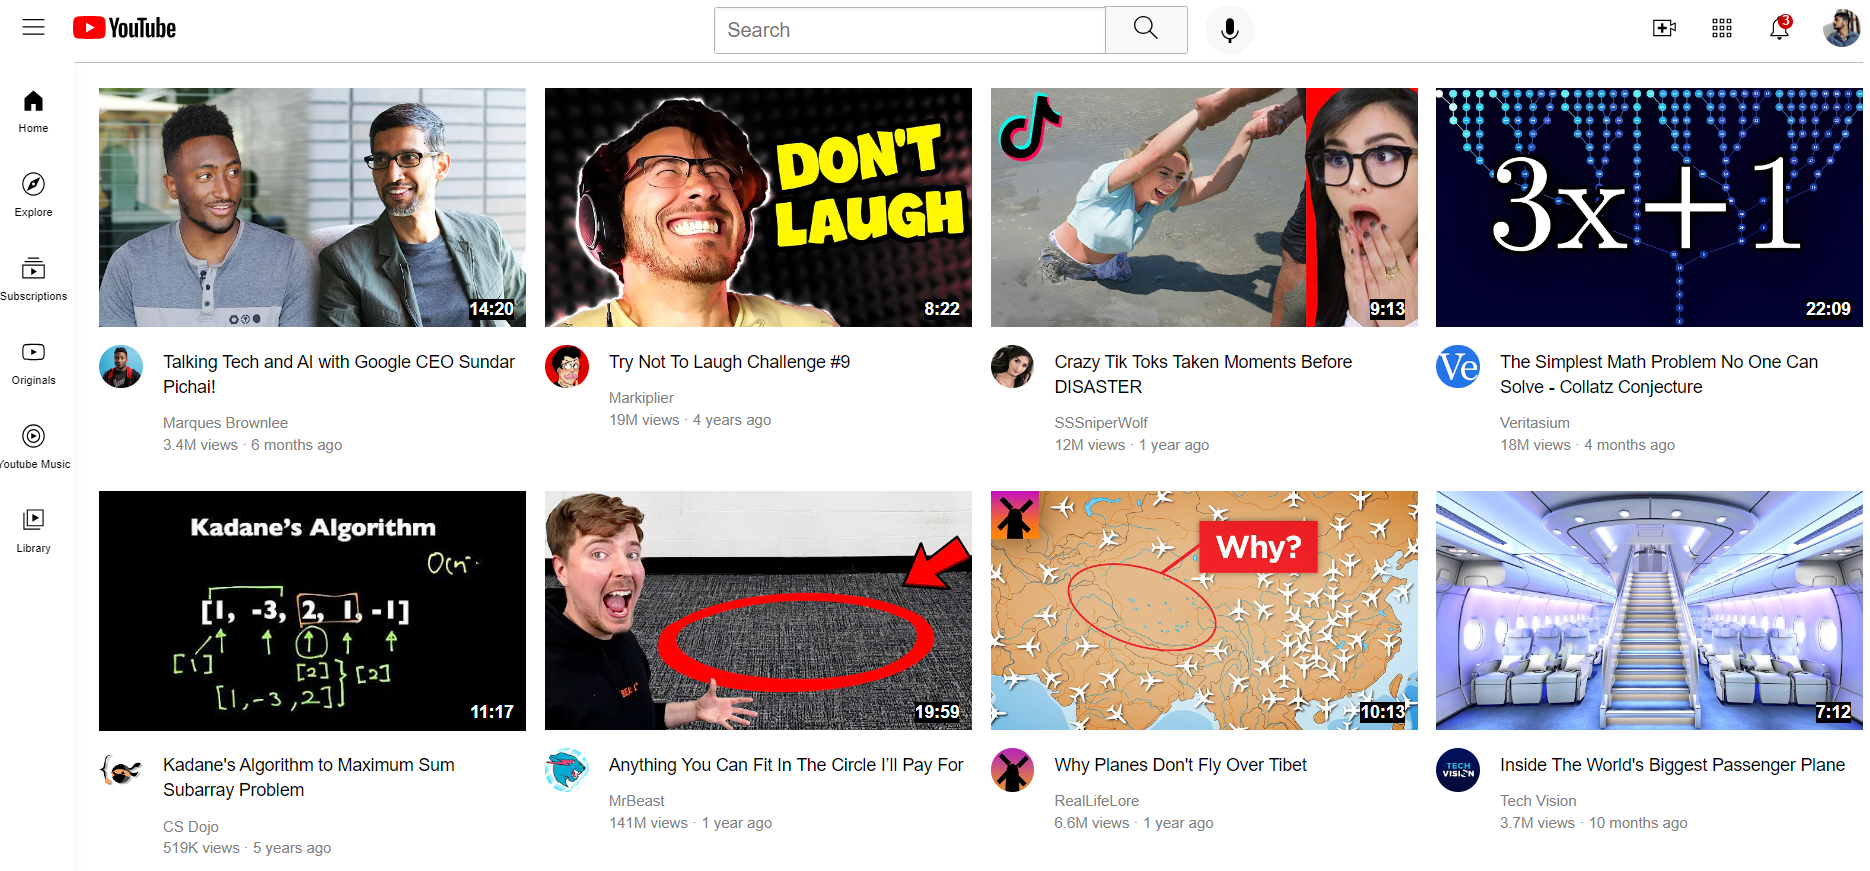 YouTube
Search
3
Home
Explore
Subscriptions
Originals
Youtube Music
Library
14:20
Talking Tech and AI with Google CEO Sundar
Pichai!
Marques Brownlee
3.4M views · 6 months ago
DON'T
LAUGH
8:22
Try Not To Laugh Challenge #9
Markiplier
19M views · 4 years ago
9:13
Crazy Tik Toks Taken Moments Before
DISASTER
SSSniperWolf
12M views · 1 year ago
3x+1
22:09
Ve
The Simplest Math Problem No One Can
Solve - Collatz Conjecture
Veritasium
18M views · 4 months ago
Kadane's Algorithm
[1, -3, 2, 1, -1]
[1] [2] [2]
[1,-3,2]
11:17
Kadane's Algorithm to Maximum Sum
Subarray Problem
CS Dojo
519K views · 5 years ago
19:59
Anything You Can Fit In The Circle I'll Pay For
MrBeast
141M views · 1 year ago
Why?
10:13
Why Planes Don't Fly Over Tibet
RealLifeLore
6.6M views · 1 year ago
7:12
TECH
VISION
Inside The World's Biggest Passenger Plane
Tech Vision
3.7M views · 10 months ago